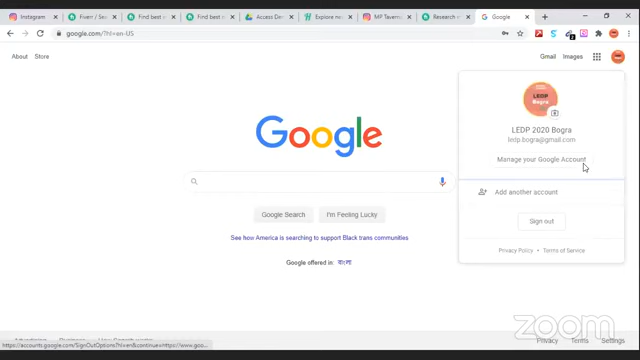 Instagram
Fiverr / Sea
Find best n
Find best n
Access Den
Explore ne
MP Taverna
Research m
Google
google.com/?hl=en-US
About Store
Gmail Images
LEDP
Bogra
LEDP 2020 Bogra
ledp.bogra@gmail.com
Manage your Google Account
Add another account
Sign out
Privacy Policy • Terms of Service
Google
Google Search I'm Feeling Lucky
See how America is searching to support Black trans communities
Google offered in: বাংলা
https://accounts.google.com/SignOutOptions?hl=en&continue=https://www.goo...
Privacy Terms Settings
zoom